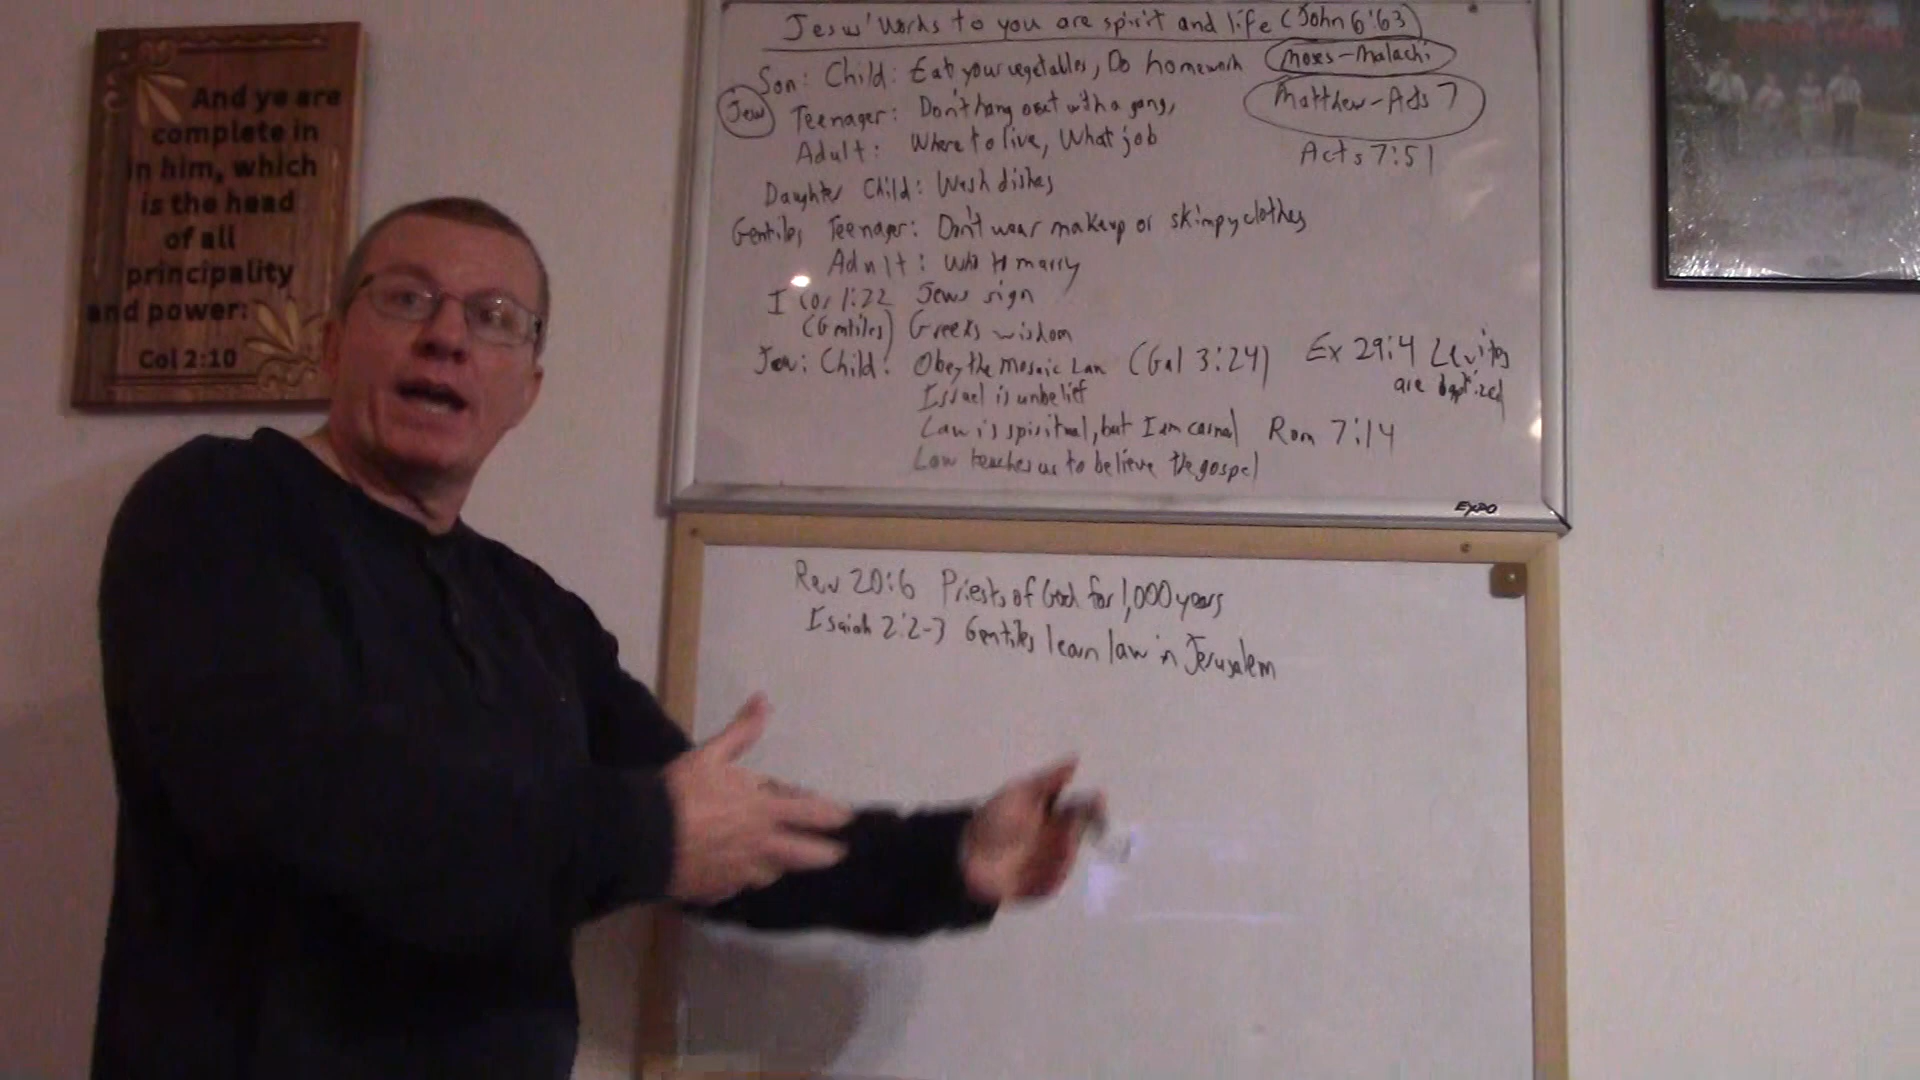 And ye are
complete in
in him, which
is the head
of all
principality
and power:
Col 2:10
Jesus' words to you are spirit and life (John 6:63)
Son: Child: Eat your vegetables, Do homework Moses-Malachi
Jew Teenager: Don't hang out with a gang, Matthew-Acts 7
Adult: Where to live, What job Acts 7:51
Daughter Child: Wash dishes
Gentiles Teenager: Don't wear makeup or skimpy clothes
Adult: Who to marry
I Cor 1:22 Jews sign
(Gentiles) Greeks wisdom
Jew: Child: Obey the Mosaic Law (Gal 3:24) Ex 29:4 Levites
are baptized
Israel is unbelief
Law is spiritual, but I am carnal Rom 7:14
Law teaches us to believe the gospel
EXPO
Rev 20:6 Priests of God for 1,000 years
Isaiah 2:2-3 Gentiles learn law in Jerusalem